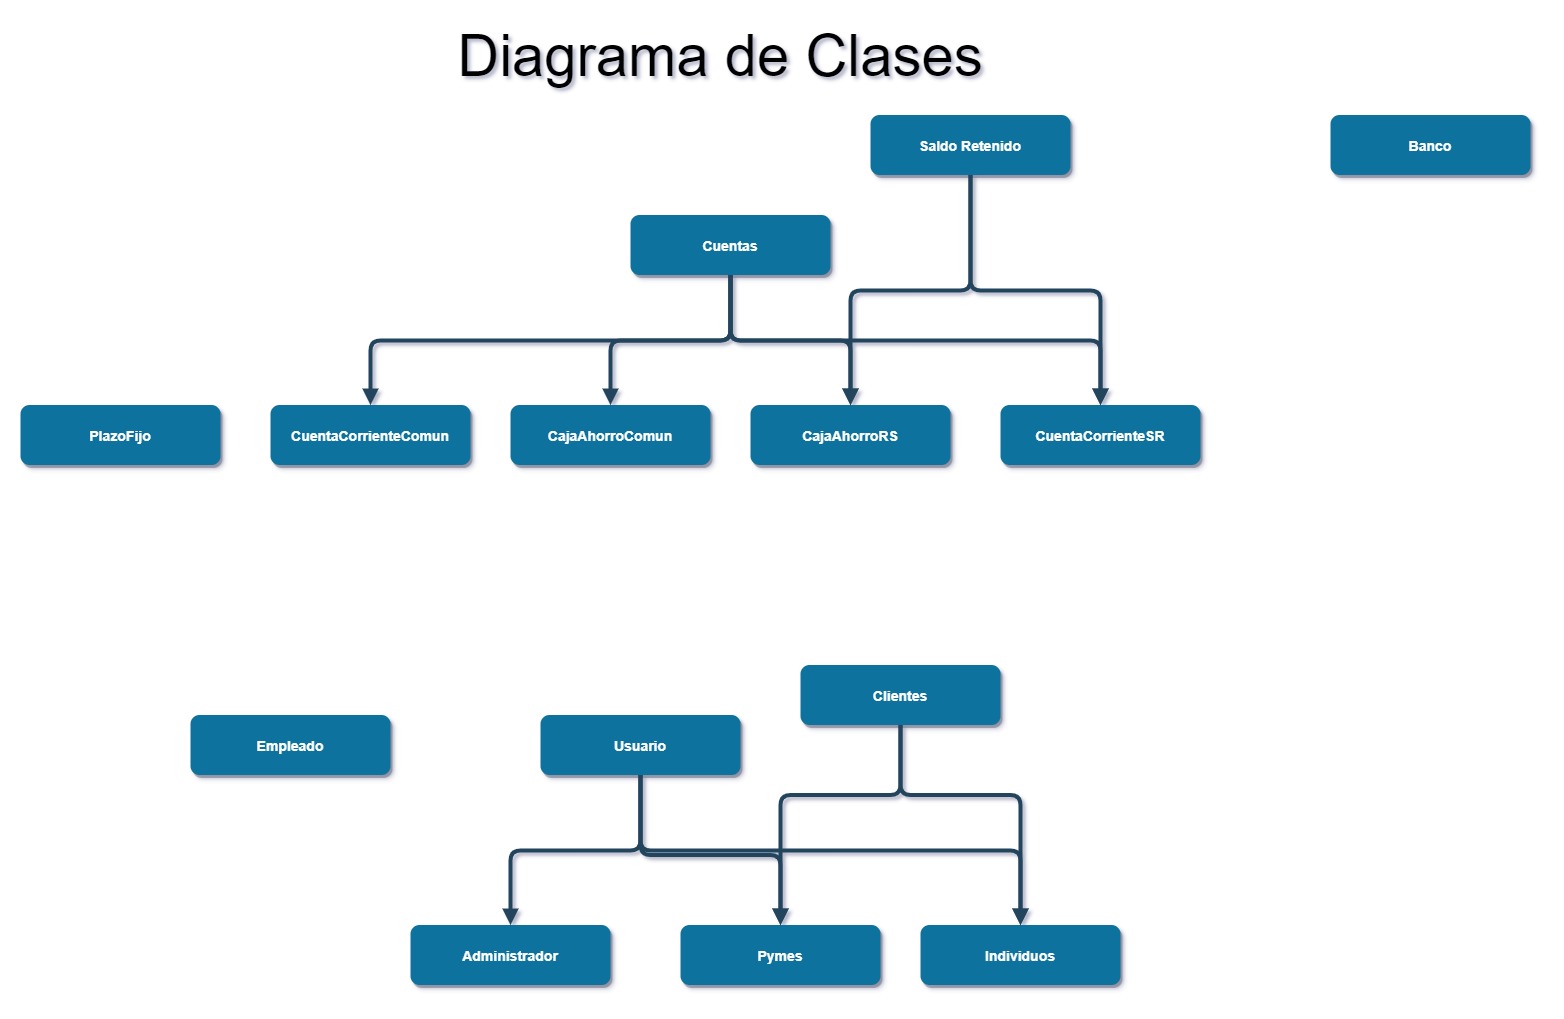 Diagrama de Clases
Saldo Retenido
Banco
Cuentas
PlazoFijo
CuentaCorrienteComun
CajaAhorroComun
CajaAhorroRS
CuentaCorrienteSR
Clientes
Empleado
Usuario
Administrador
Pymes
Individuos